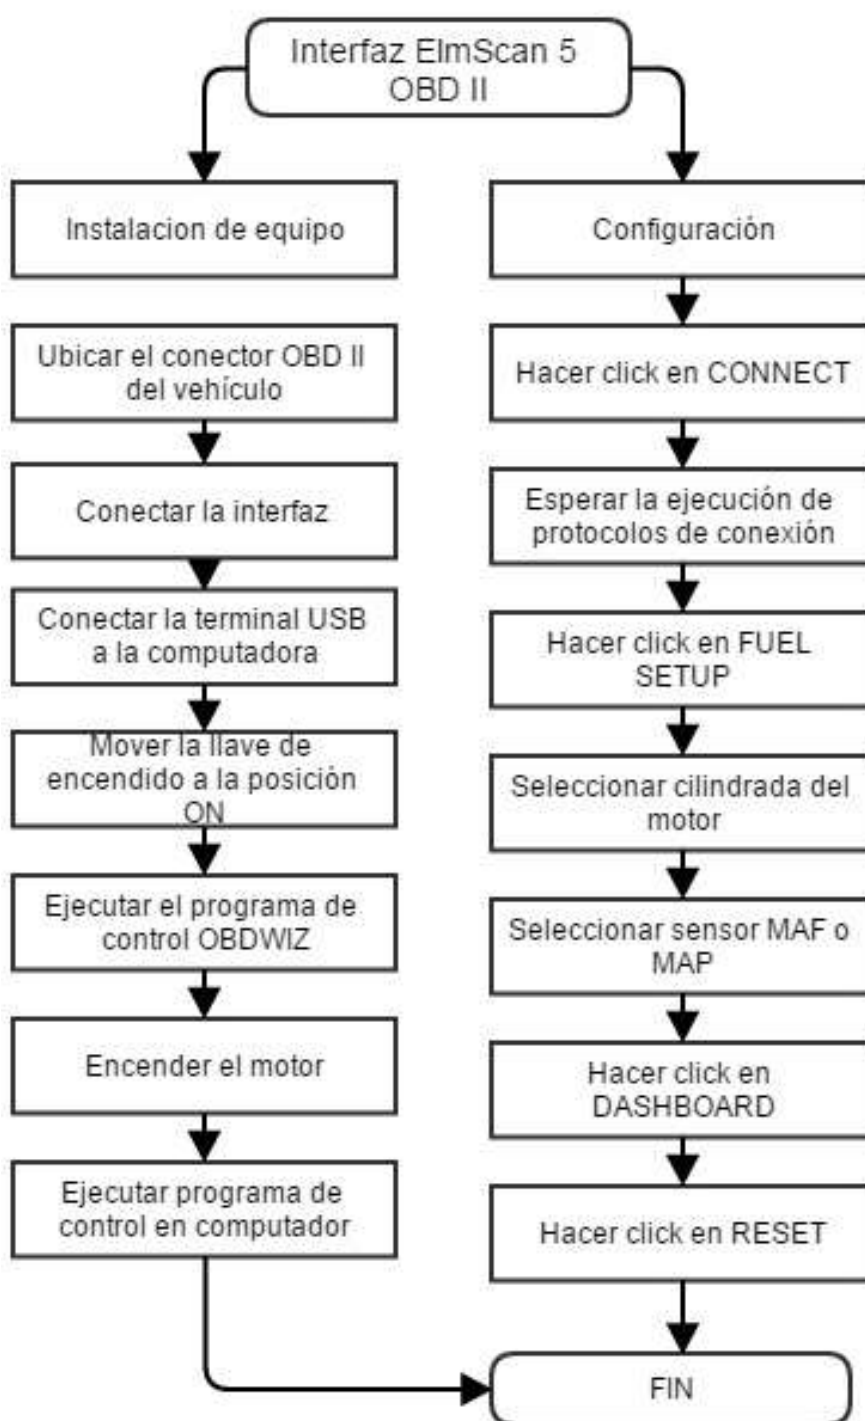 Interfaz ElmScan 5
OBD II
Instalacion de equipo
Ubicar el conector OBD II
del vehículo
Conectar la interfaz
Conectar la terminal USB
a la computadora
Mover la llave de
encendido a la posición
ON
Ejecutar el programa de
control OBDWIZ
Encender el motor
Ejecutar programa de
control en computador
Configuración
Hacer click en CONNECT
Esperar la ejecución de
protocolos de conexión
Hacer click en FUEL
SETUP
Seleccionar cilindrada del
motor
Seleccionar sensor MAF o
MAP
Hacer click en
DASHBOARD
Hacer click en RESET
FIN